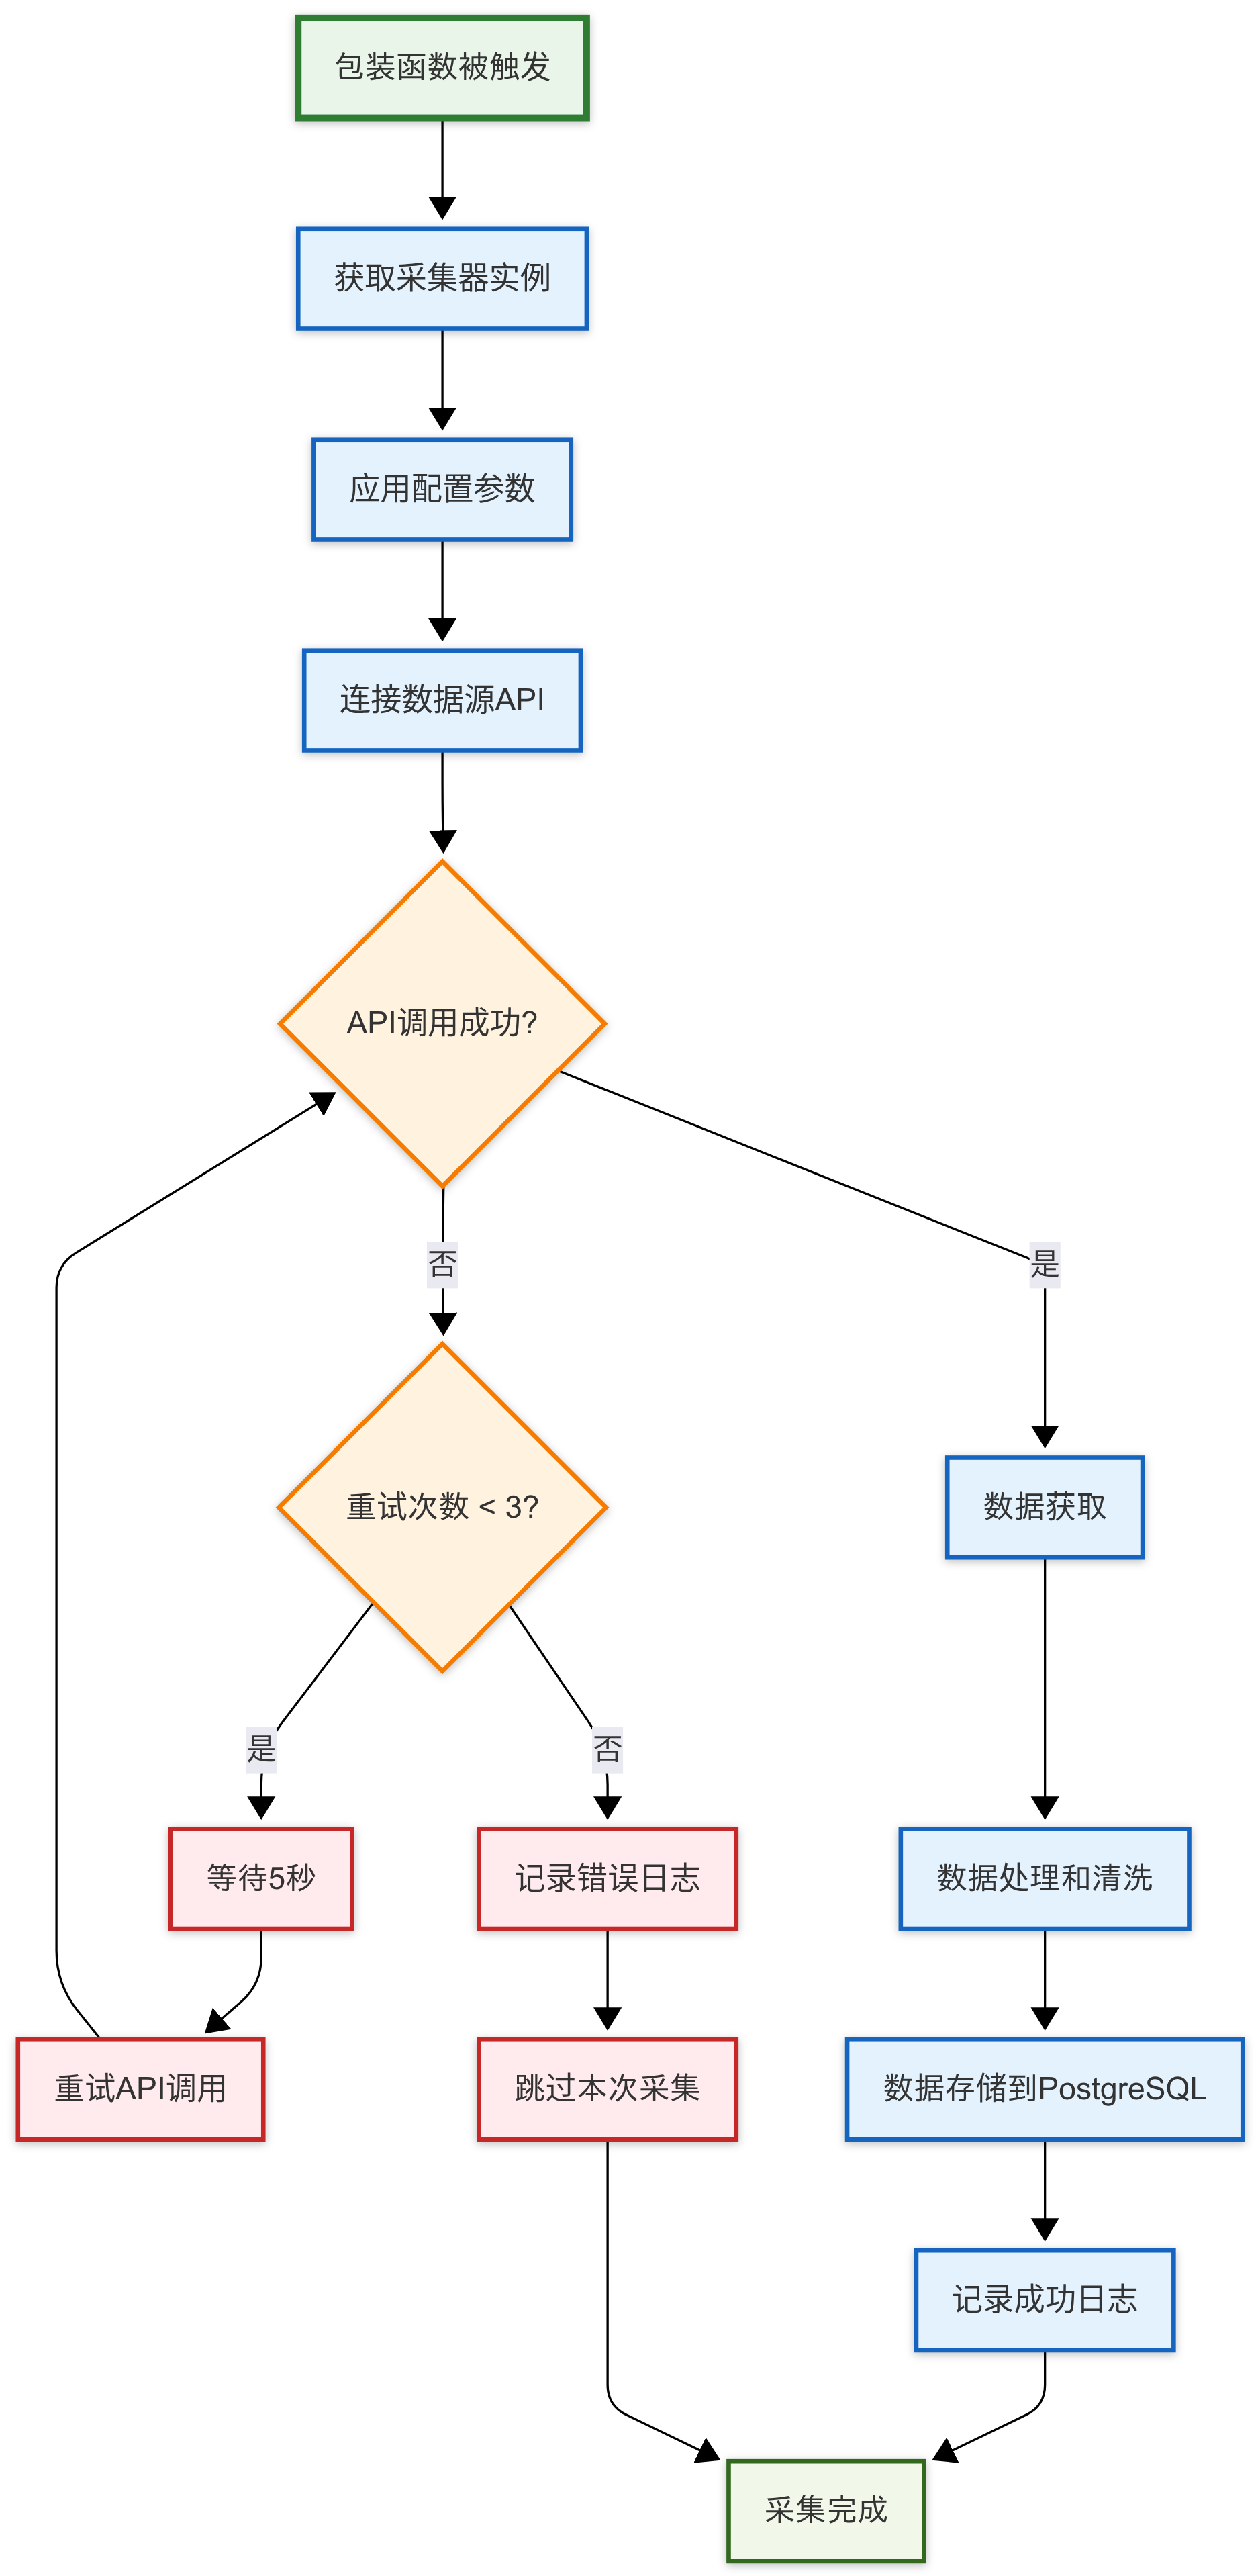 包装函数被触发
获取采集器实例
应用配置参数
连接数据源API
API调用成功?
否
是
重试次数 < 3?
数据获取
是
否
等待5秒
记录错误日志
数据处理和清洗
重试API调用
跳过本次采集
数据存储到PostgreSQL
记录成功日志
采集完成